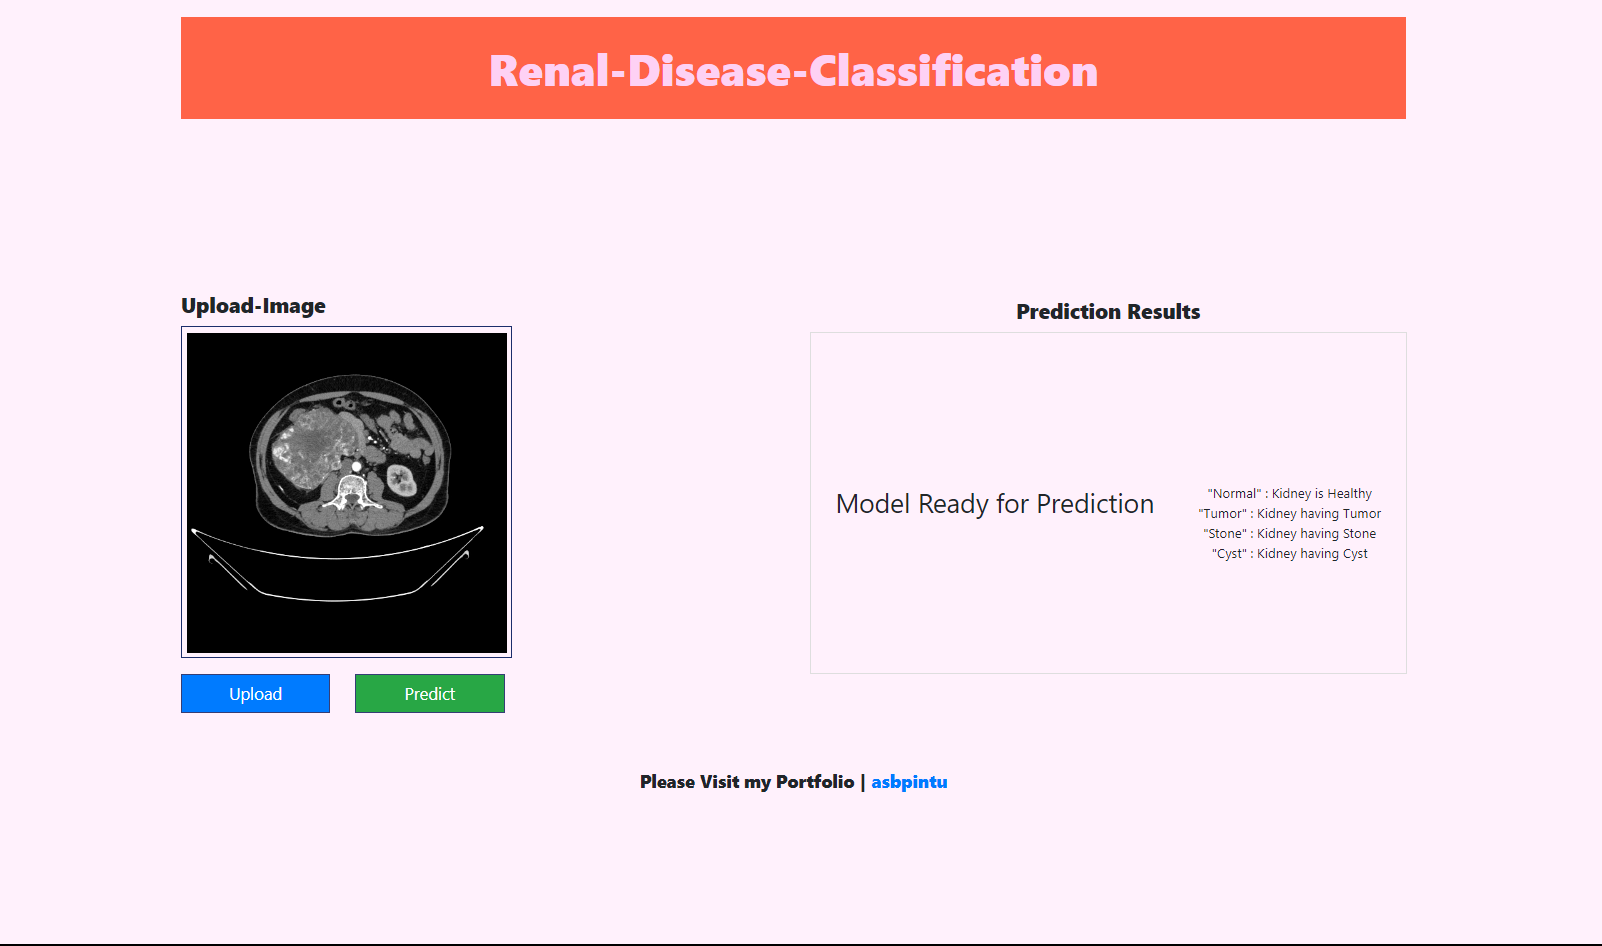 Renal-Disease-Classification
Upload-Image
Upload
Predict
Prediction Results
Model Ready for Prediction
"Normal" : Kidney is Healthy
"Tumor" : Kidney having Tumor
"Stone" : Kidney having Stone
"Cyst" : Kidney having Cyst
Please Visit my Portfolio | asbpintu